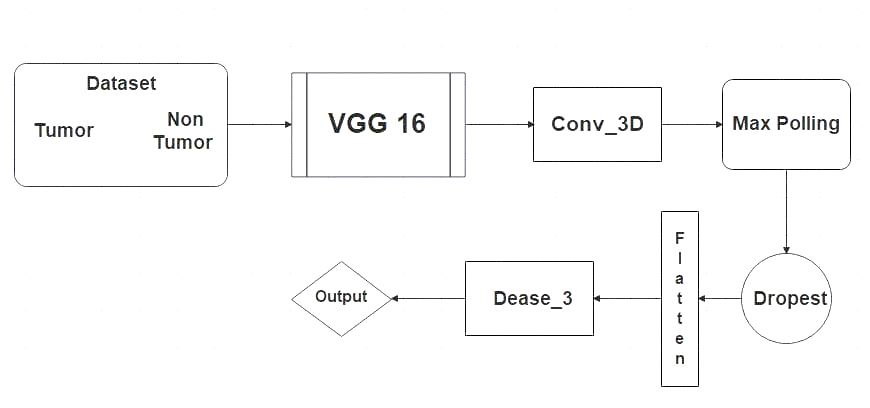 Dataset
Tumor
Non
Tumor
VGG 16
Conv_3D
Max Polling
Dropest
F
l
a
t
t
e
n
Dease_3
Output